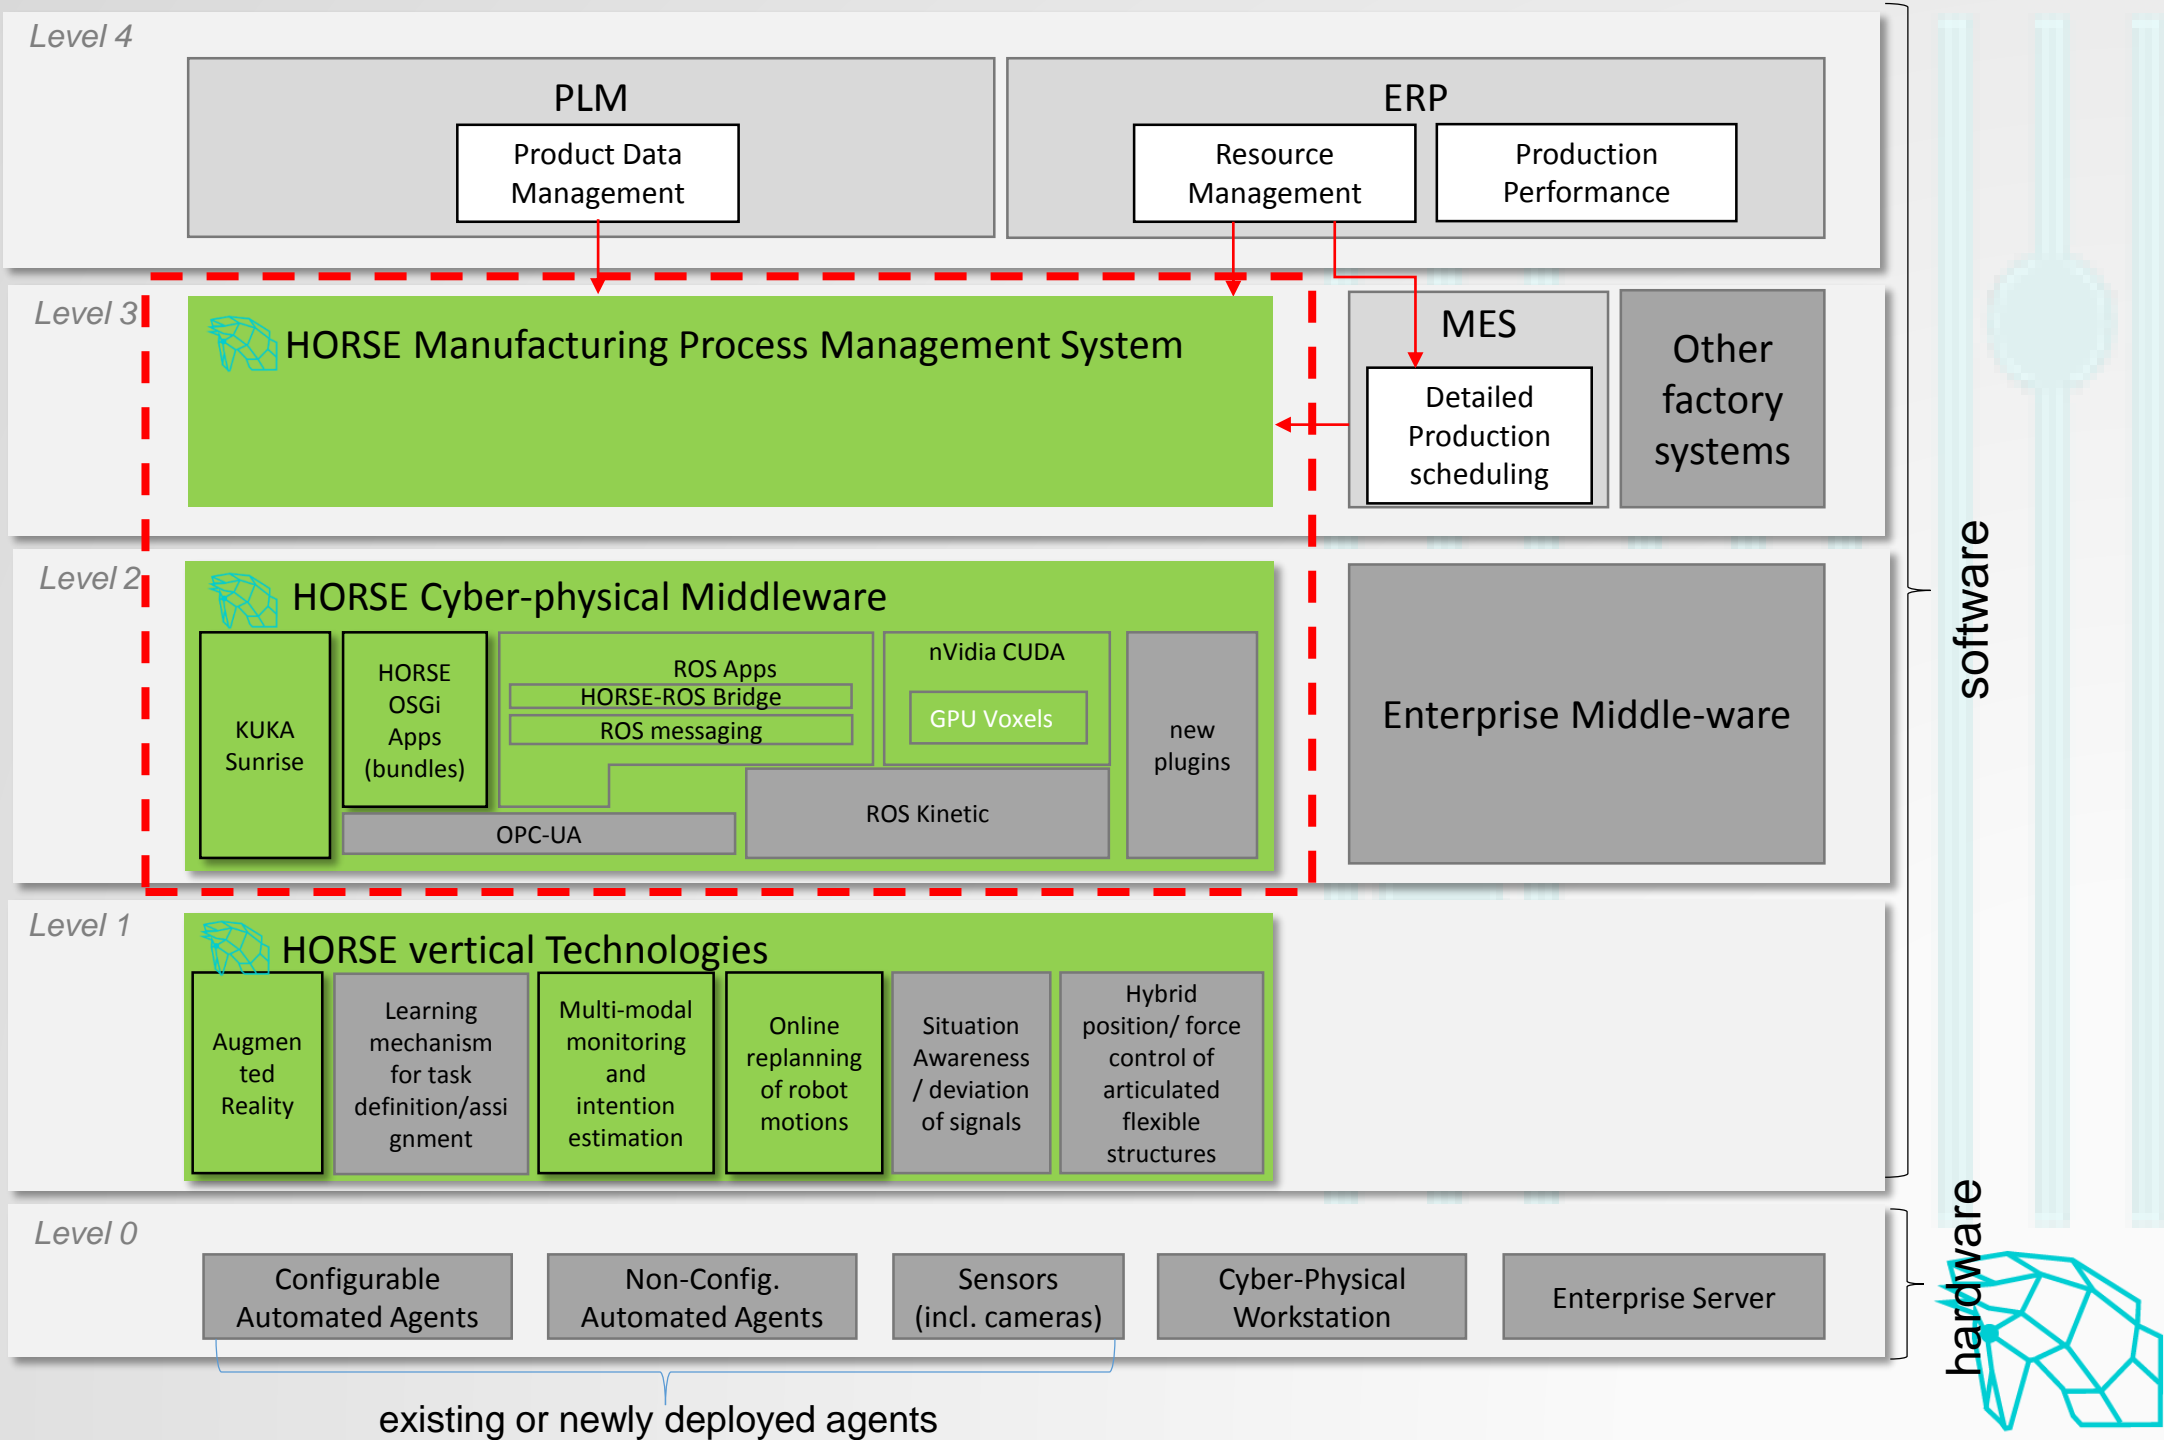 Level 4
PLM
Product Data
Management
ERP
Resource
Management
Production
Performance
Level 3
HORSE Manufacturing Process Management System
MES
Detailed
Production
scheduling
Other
factory
systems
Level 2
HORSE Cyber-physical Middleware
KUKA
Sunrise
HORSE
OSGi
Apps
(bundles)
ROS Apps
HORSE-ROS Bridge
ROS messaging
nVidia CUDA
GPU Voxels
new
plugins
OPC-UA
ROS Kinetic
Enterprise Middle-ware
software
Level 1
HORSE vertical Technologies
Augmen
ted
Reality
Learning
mechanism
for task
definition/assi
gnment
Multi-modal
monitoring
and
intention
estimation
Online
replanning
of robot
motions
Situation
Awareness
/ deviation
of signals
Hybrid
position/ force
control of
articulated
flexible
structures
Level 0
Configurable
Automated Agents
Non-Config.
Automated Agents
Sensors
(incl. cameras)
Cyber-Physical
Workstation
Enterprise Server
hardware
existing or newly deployed agents